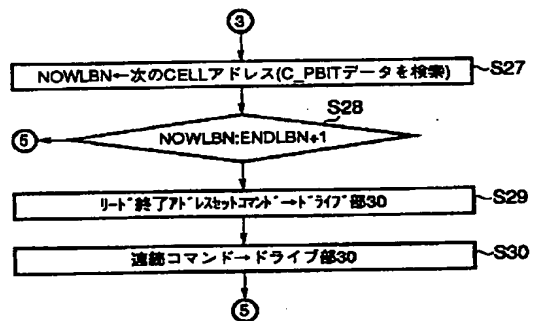 ③
NOWLBN←次のCELLアドレス(C_PBITデータを検索)
S27
S28
⑤
NOWLBN:ENDLBN+1
ﾘｰﾄﾞ終了ｱﾄﾞﾚｽｾｯﾄｺﾏﾝﾄﾞ→ﾄﾞﾗｲﾌﾞ部30
S29
連続コマンド→ドライブ部30
S30
⑤